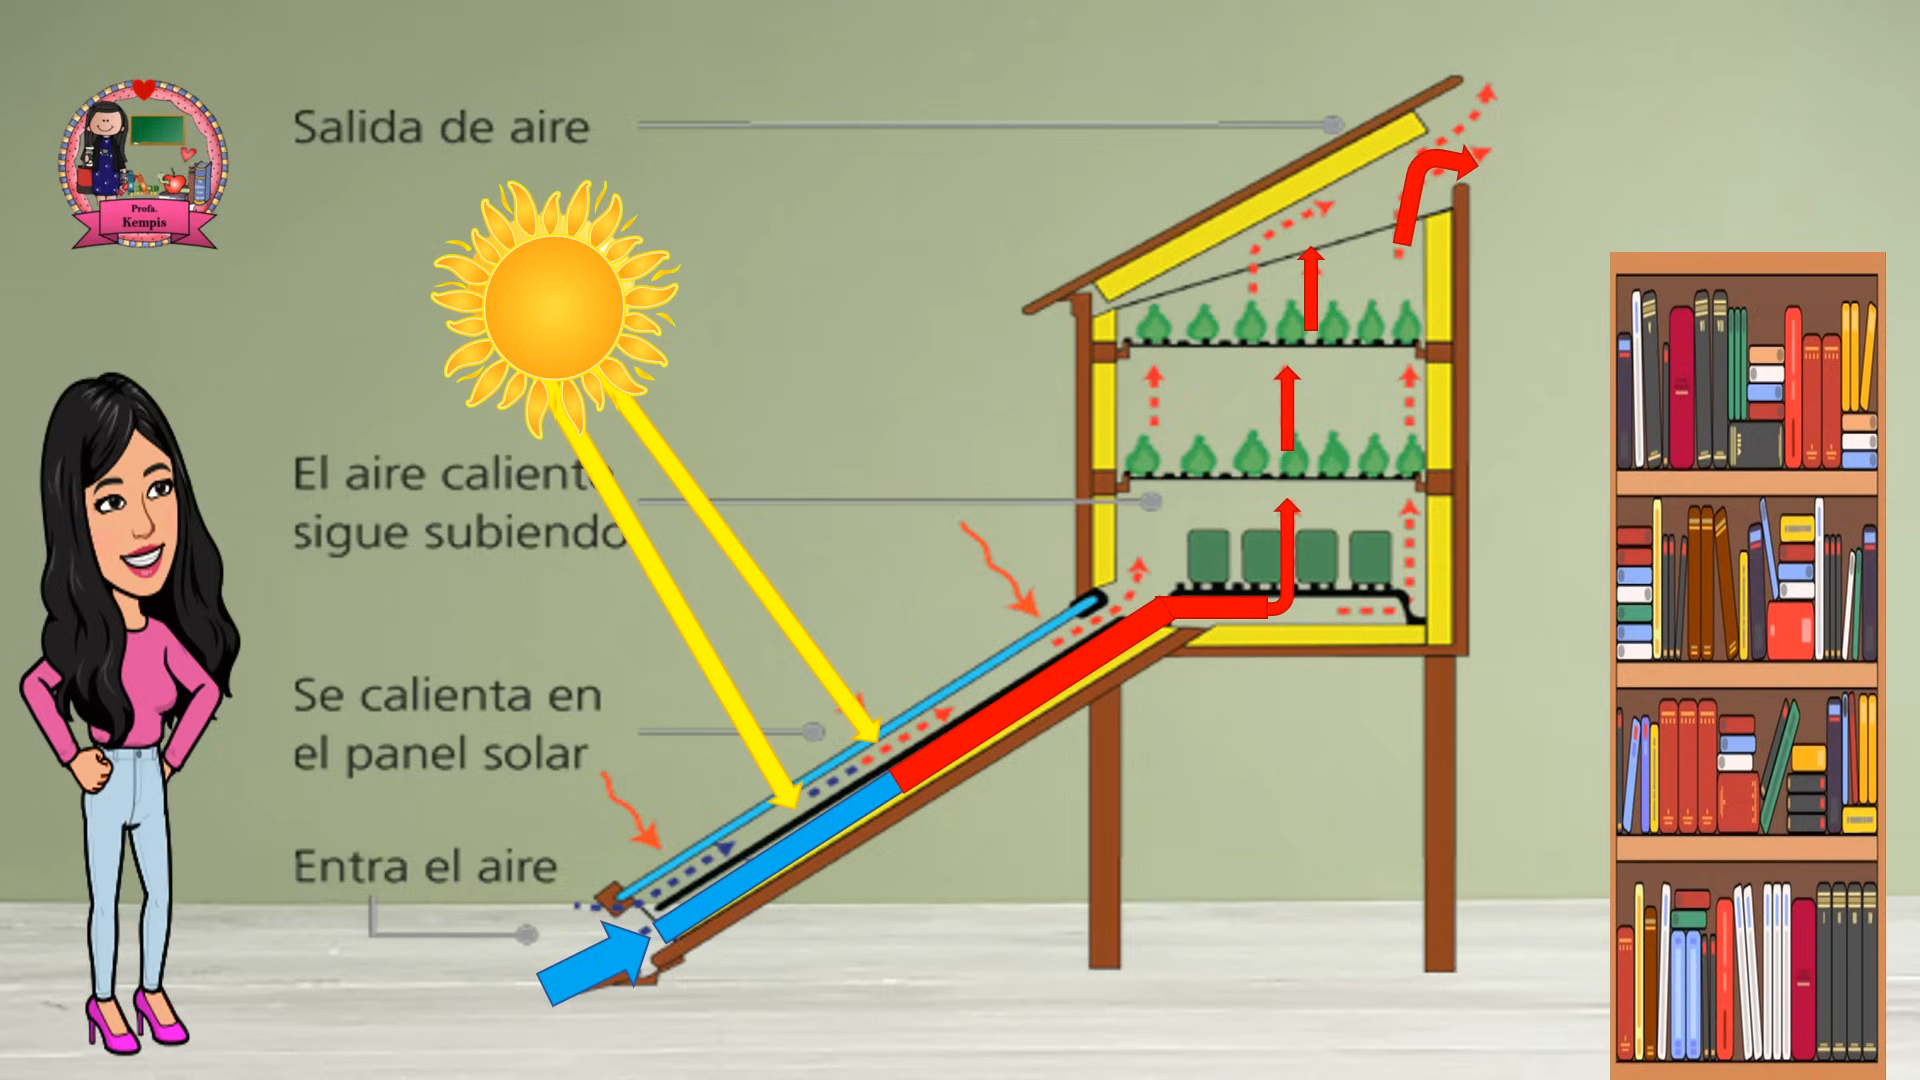 Profa.
Kempis
Salida de aire
El aire caliente
sigue subiendo
Se calienta en
el panel solar
Entra el aire